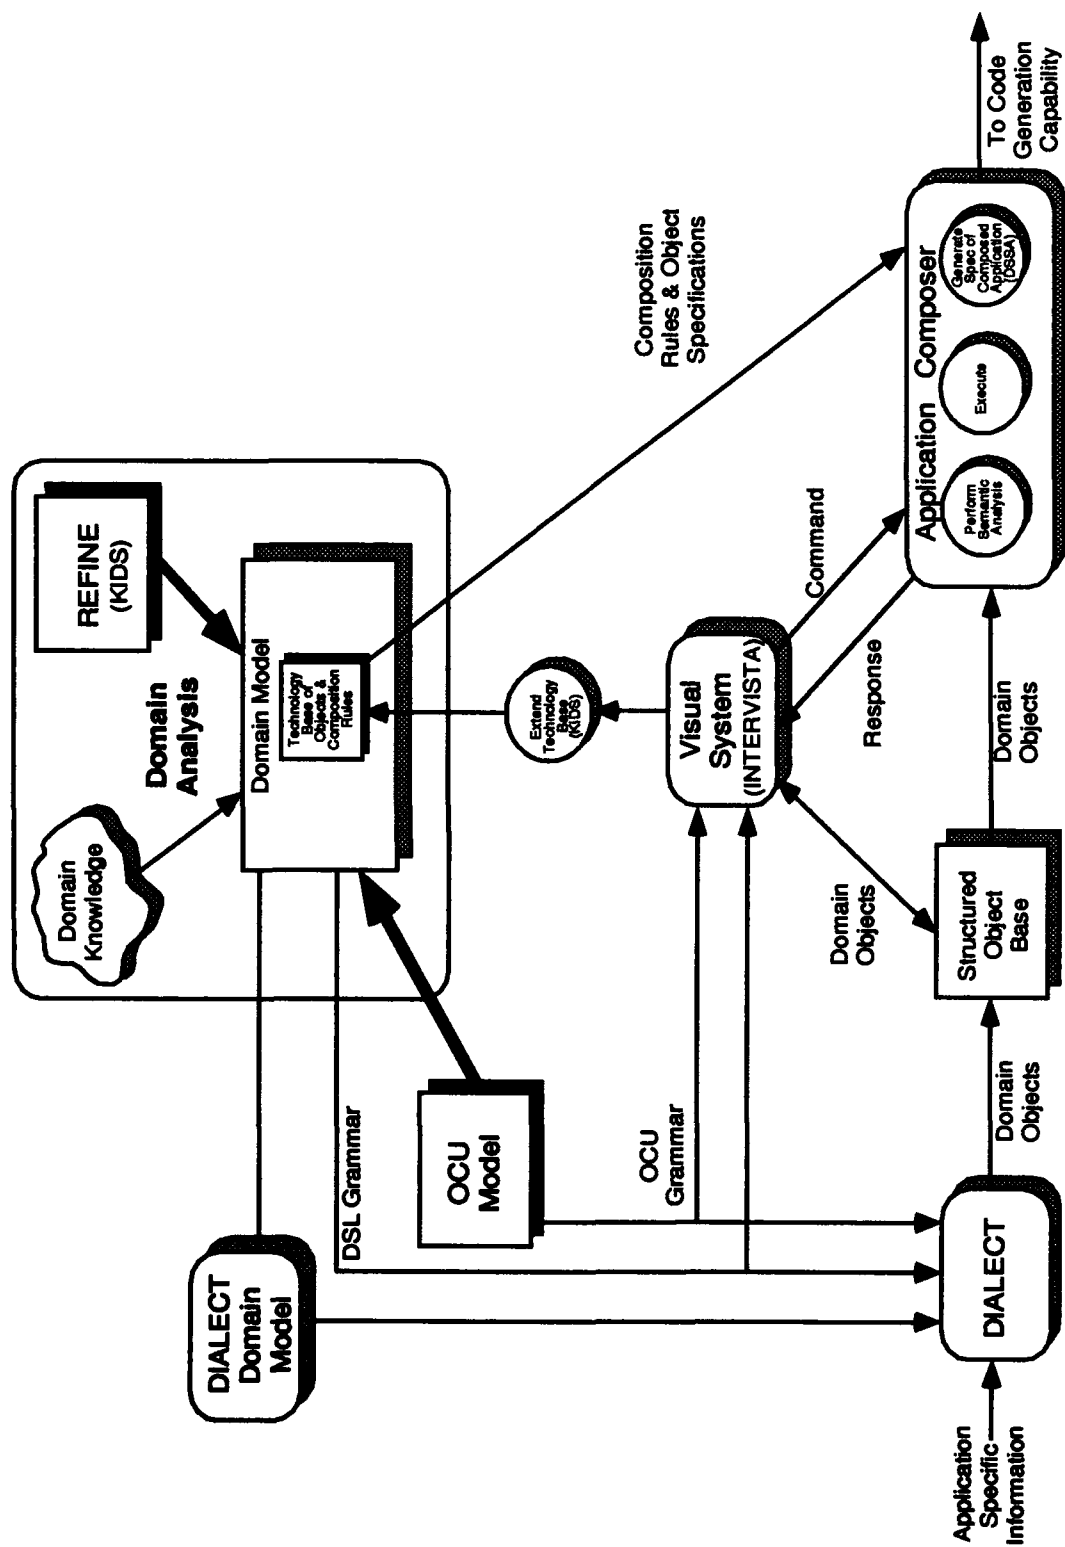 REFINE
(KIDS)
Domain
Knowledge
Domain
Analysis
Domain Model
Technology
Base of
Objects &
Composition
Rules
DIALECT
Domain
Model
DSL Grammar
OCU
Model
Extend
Technology
Base
(KIDS)
Composition
Rules & Object
Specifications
OCU
Grammar
Visual
System
(INTERVISTA)
Command
Response
Domain
Objects
Application Composer
Perform
Semantic
Analysis
Execute
Generate
Spec of
Composed
Application
(DSSA)
To Code
Generation
Capability
Application
Specific
Information
DIALECT
Domain
Objects
Structured
Object
Base
Domain
Objects